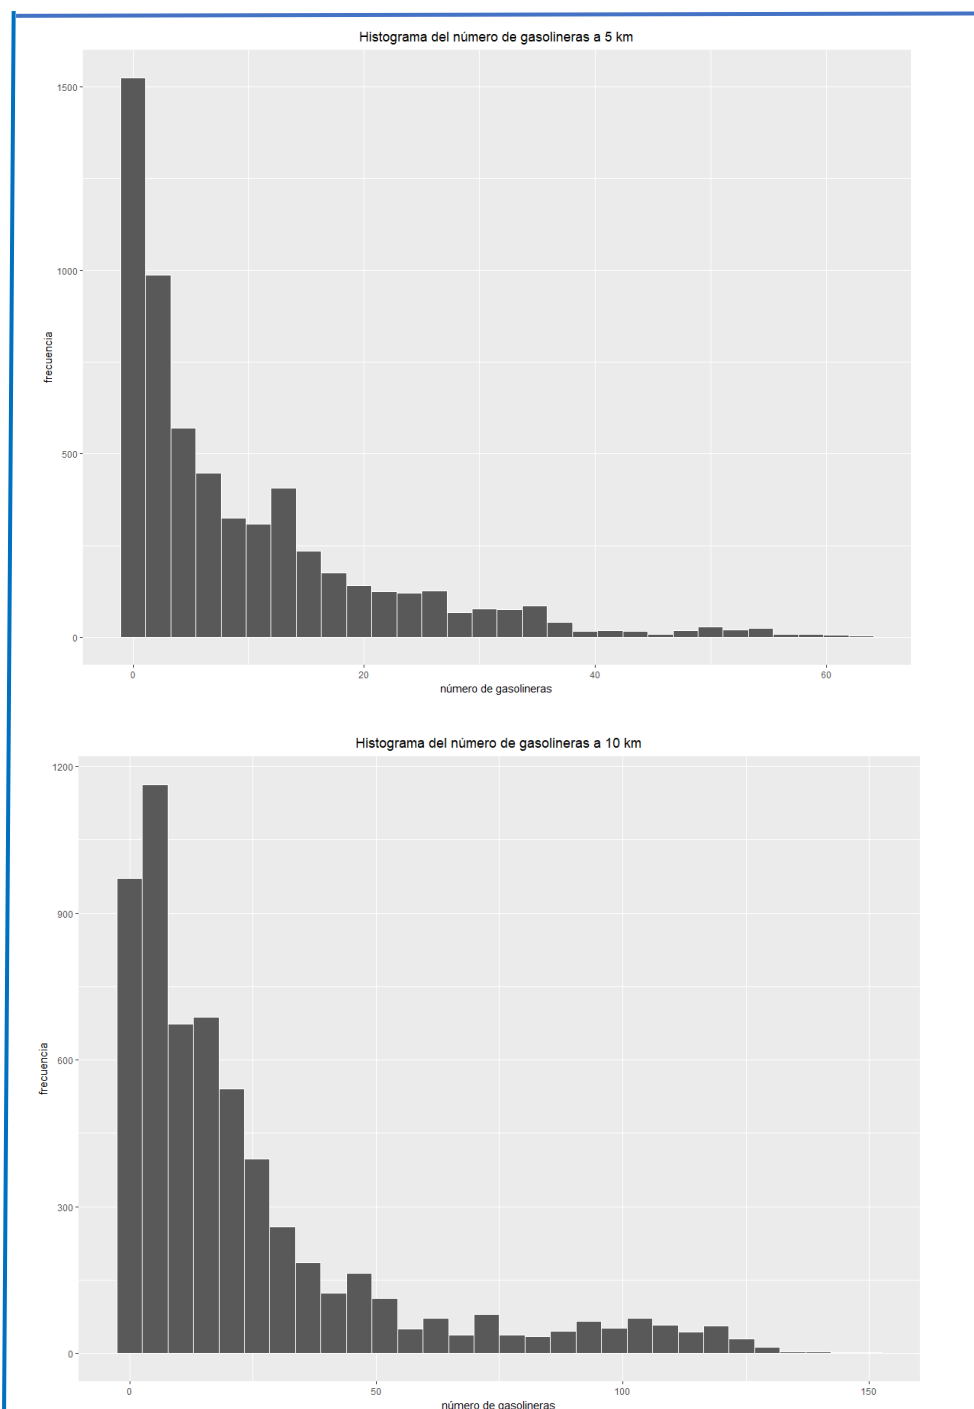 Histograma del número de gasolineras a 5 km
1500
1000
500
0
frecuencia
0 20 40 60
número de gasolineras
Histograma del número de gasolineras a 10 km
1200
900
600
300
0
frecuencia
0 50 100 150
número de gasolineras